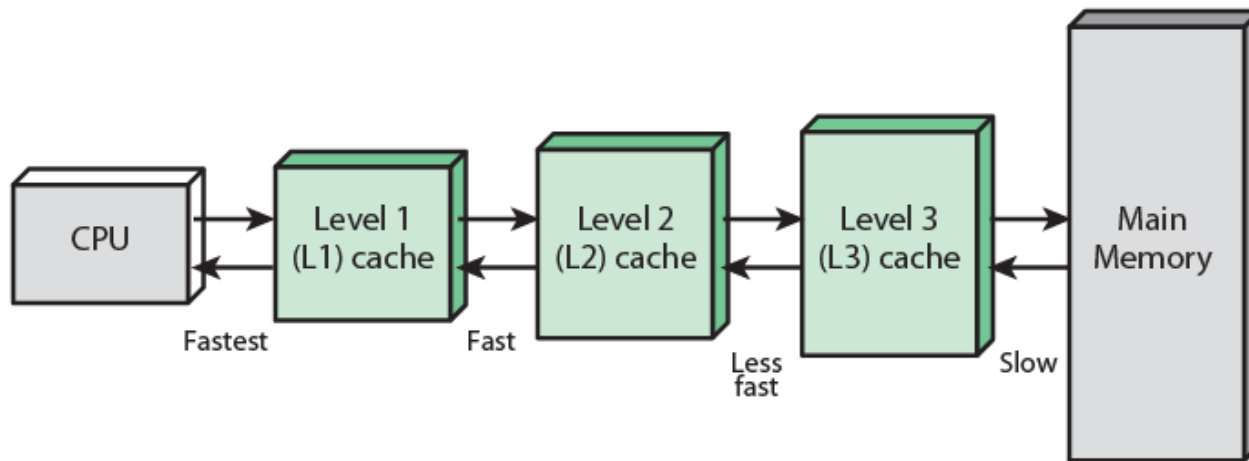 CPU
Level 1
(L1) cache
Level 2
(L2) cache
Level 3
(L3) cache
Main
Memory
Fastest
Fast
Less
fast
Slow